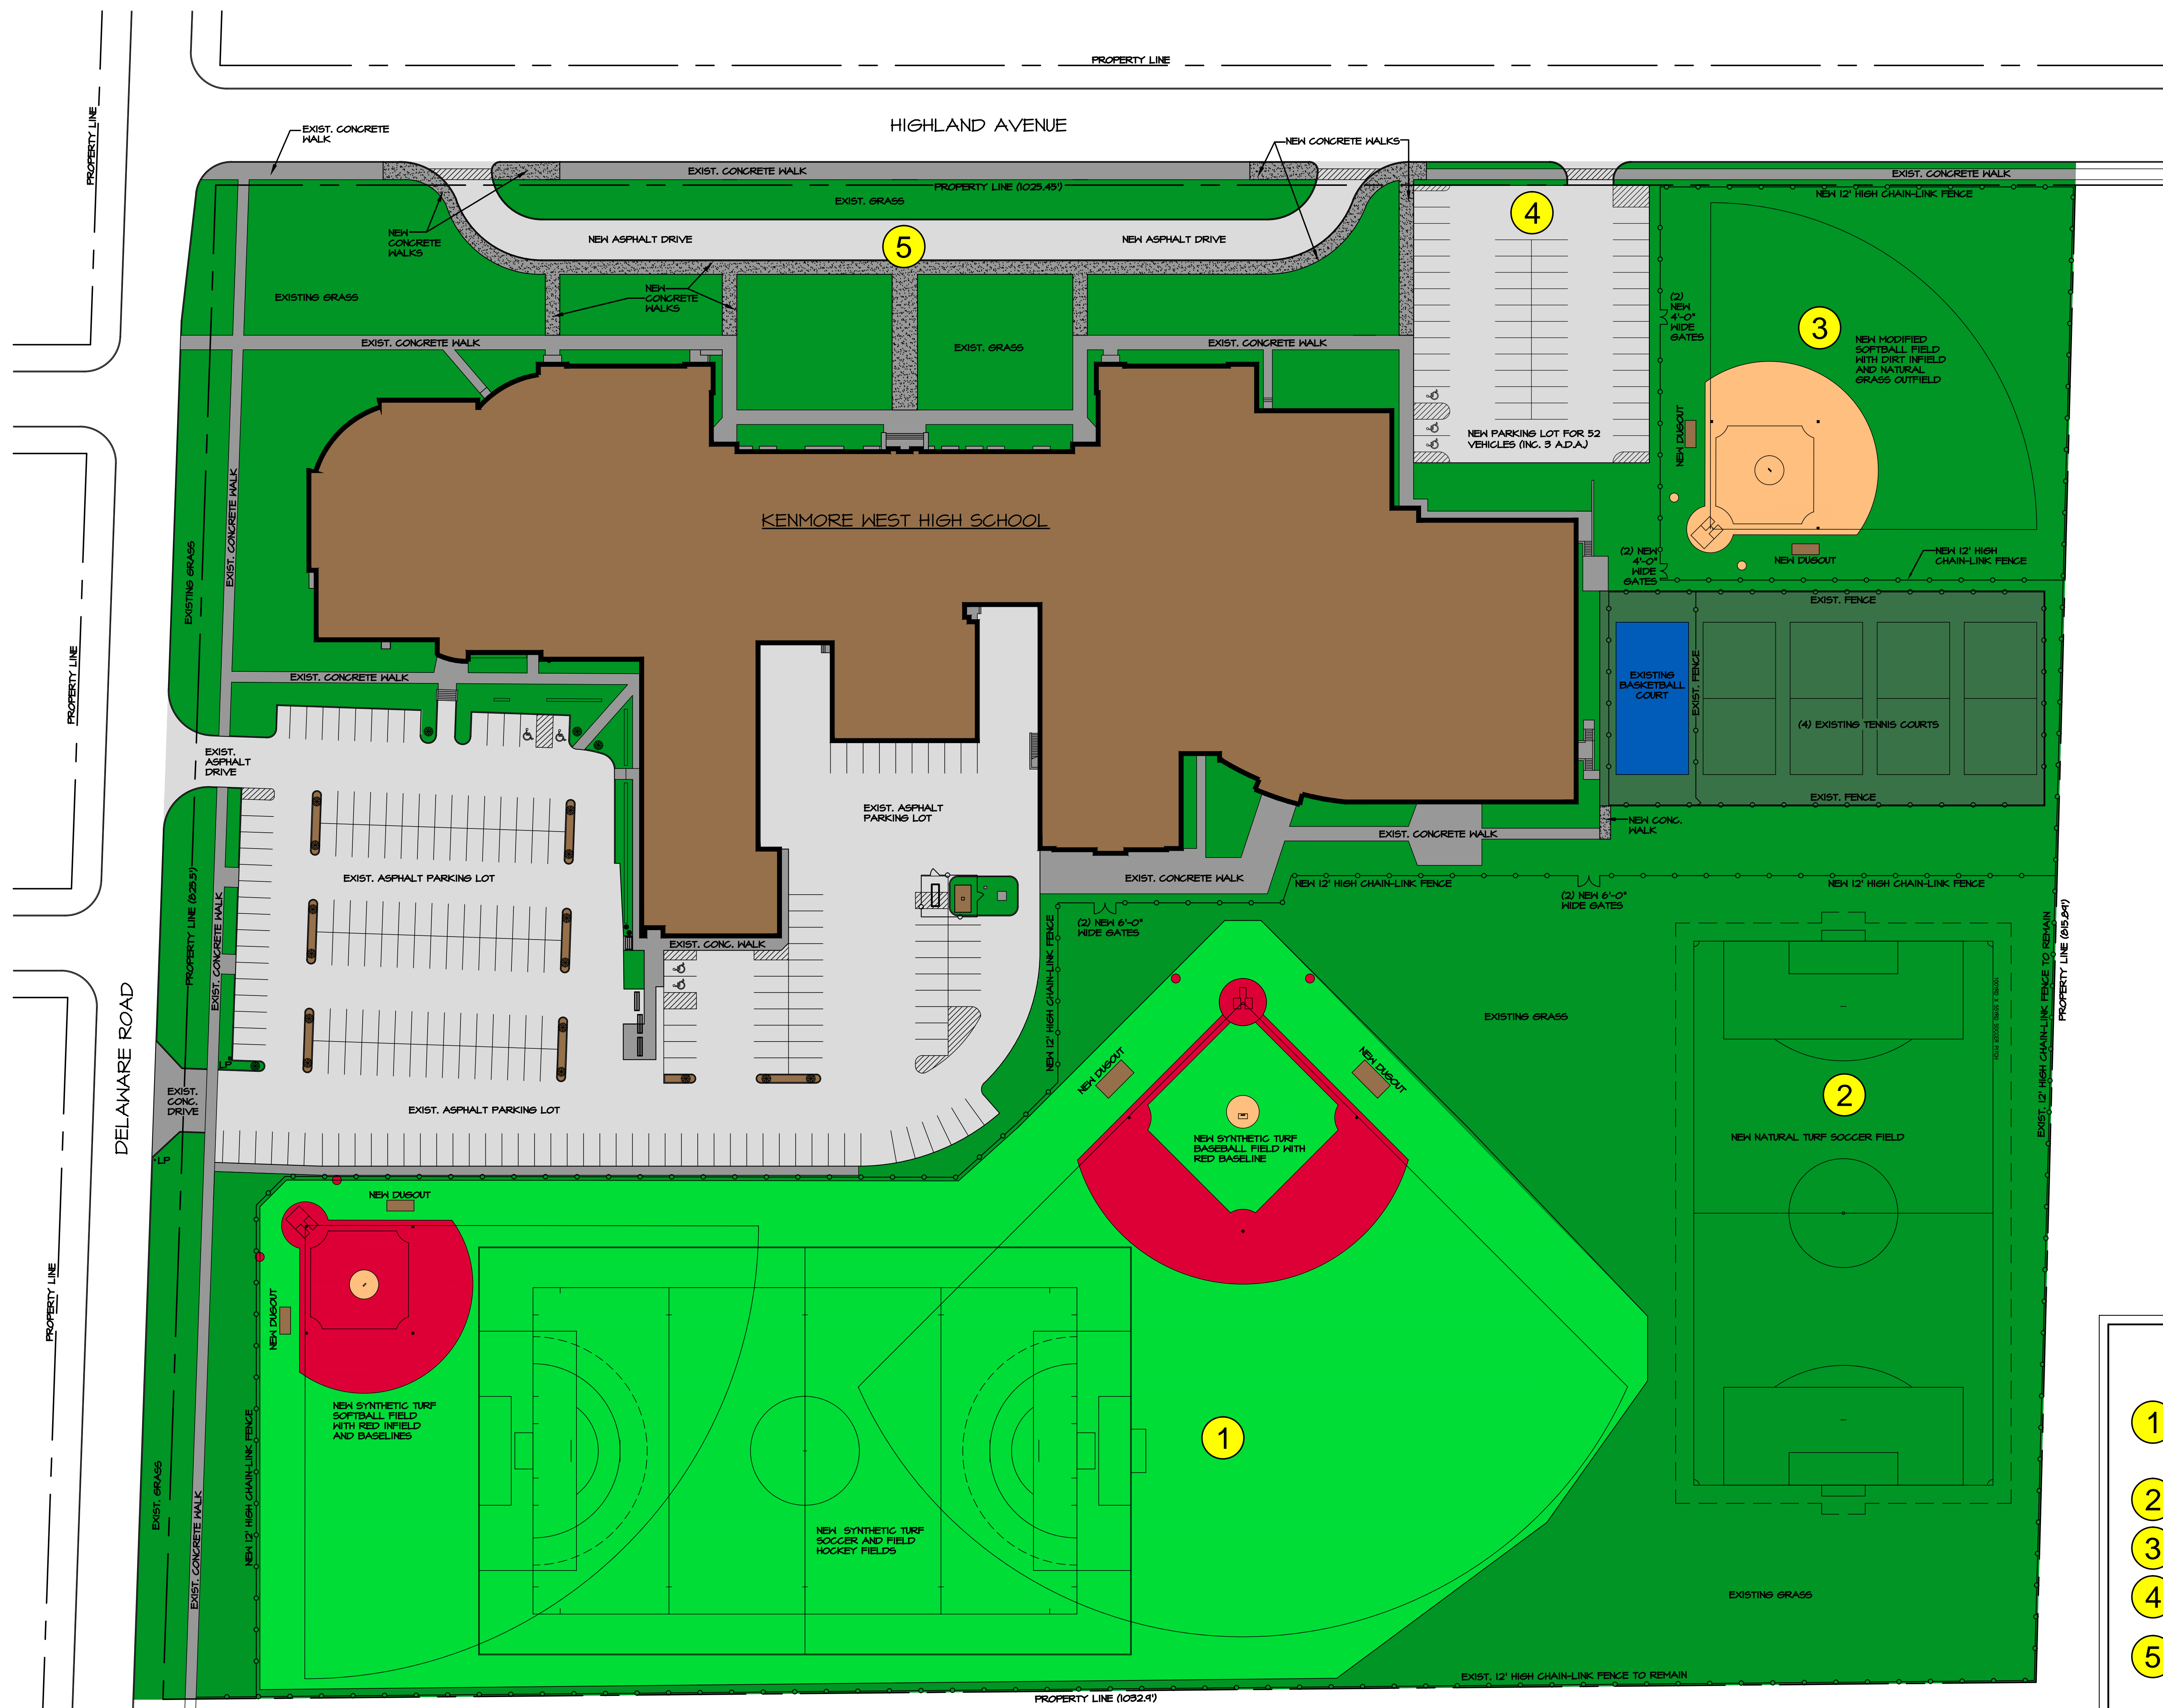 PROPERTY LINE
HIGHLAND AVENUE
PROPERTY LINE
EXIST. CONCRETE
WALK
NEW CONCRETE WALKS
EXIST. CONCRETE WALK
EXIST. CONCRETE WALK
PROPERTY LINE (1025.43')
NEW 12' HIGH CHAIN-LINK FENCE
EXIST. GRASS
4
NEW
CONCRETE
WALKS
NEW ASPHALT DRIVE
5
NEW ASPHALT DRIVE
EXISTING GRASS
NEW
CONCRETE
WALKS
(2)
NEW
4'-0"
WIDE
GATES
3
NEW MODIFIED
SOFTBALL FIELD
WITH DIRT INFIELD
AND NATURAL
GRASS OUTFIELD
EXIST. CONCRETE WALK
EXIST. GRASS
EXIST. CONCRETE WALK
NEW PARKING LOT FOR 52
VEHICLES (INC. 3 A.D.A.)
NEW DUGOUT
KENMORE WEST HIGH SCHOOL
EXIST. CONCRETE WALK
EXISTING GRASS
(2) NEW
4'-0"
WIDE
GATES
NEW DUGOUT
NEW 12' HIGH
CHAIN-LINK FENCE
EXIST. FENCE
PROPERTY LINE
EXIST. CONCRETE WALK
EXISTING
BASKETBALL
COURT
EXIST. FENCE
(4) EXISTING TENNIS COURTS
EXIST.
ASPHALT
DRIVE
EXIST. FENCE
EXIST. ASPHALT
PARKING LOT
NEW CONC.
WALK
EXIST. CONCRETE WALK
EXIST. ASPHALT PARKING LOT
EXIST. CONCRETE WALK
NEW 12' HIGH CHAIN-LINK FENCE
NEW 12' HIGH CHAIN-LINK FENCE
(2) NEW 6'-0"
WIDE GATES
(2) NEW 6'-0"
WIDE GATES
PROPERTY LINE (825.5')
EXIST. CONCRETE WALK
EXIST. CONC. WALK
NEW 12' HIGH CHAIN-LINK FENCE
EXIST. 12' HIGH CHAIN-LINK FENCE TO REMAIN
PROPERTY LINE (815.89')
DELAWARE ROAD
EXISTING GRASS
100YRD X 55YRD SOCCER PITCH
LP
NEW DUGOUT
NEW DUGOUT
2
EXIST.
CONC.
DRIVE
EXIST. ASPHALT PARKING LOT
NEW SYNTHETIC TURF
BASEBALL FIELD WITH
RED BASELINE
NEW NATURAL TURF SOCCER FIELD
LP
NEW DUGOUT
NEW DUGOUT
PROPERTY LINE
NEW SYNTHETIC TURF
SOFTBALL FIELD
WITH RED INFIELD
AND BASELINES
1
NEW 12' HIGH CHAIN-LINK FENCE
EXIST. GRASS
EXIST. CONCRETE WALK
NEW SYNTHETIC TURF
SOCCER AND FIELD
HOCKEY FIELDS
EXISTING GRASS
EXIST. 12' HIGH CHAIN-LINK FENCE TO REMAIN
PROPERTY LINE (1032.9')
1
2
3
4
5